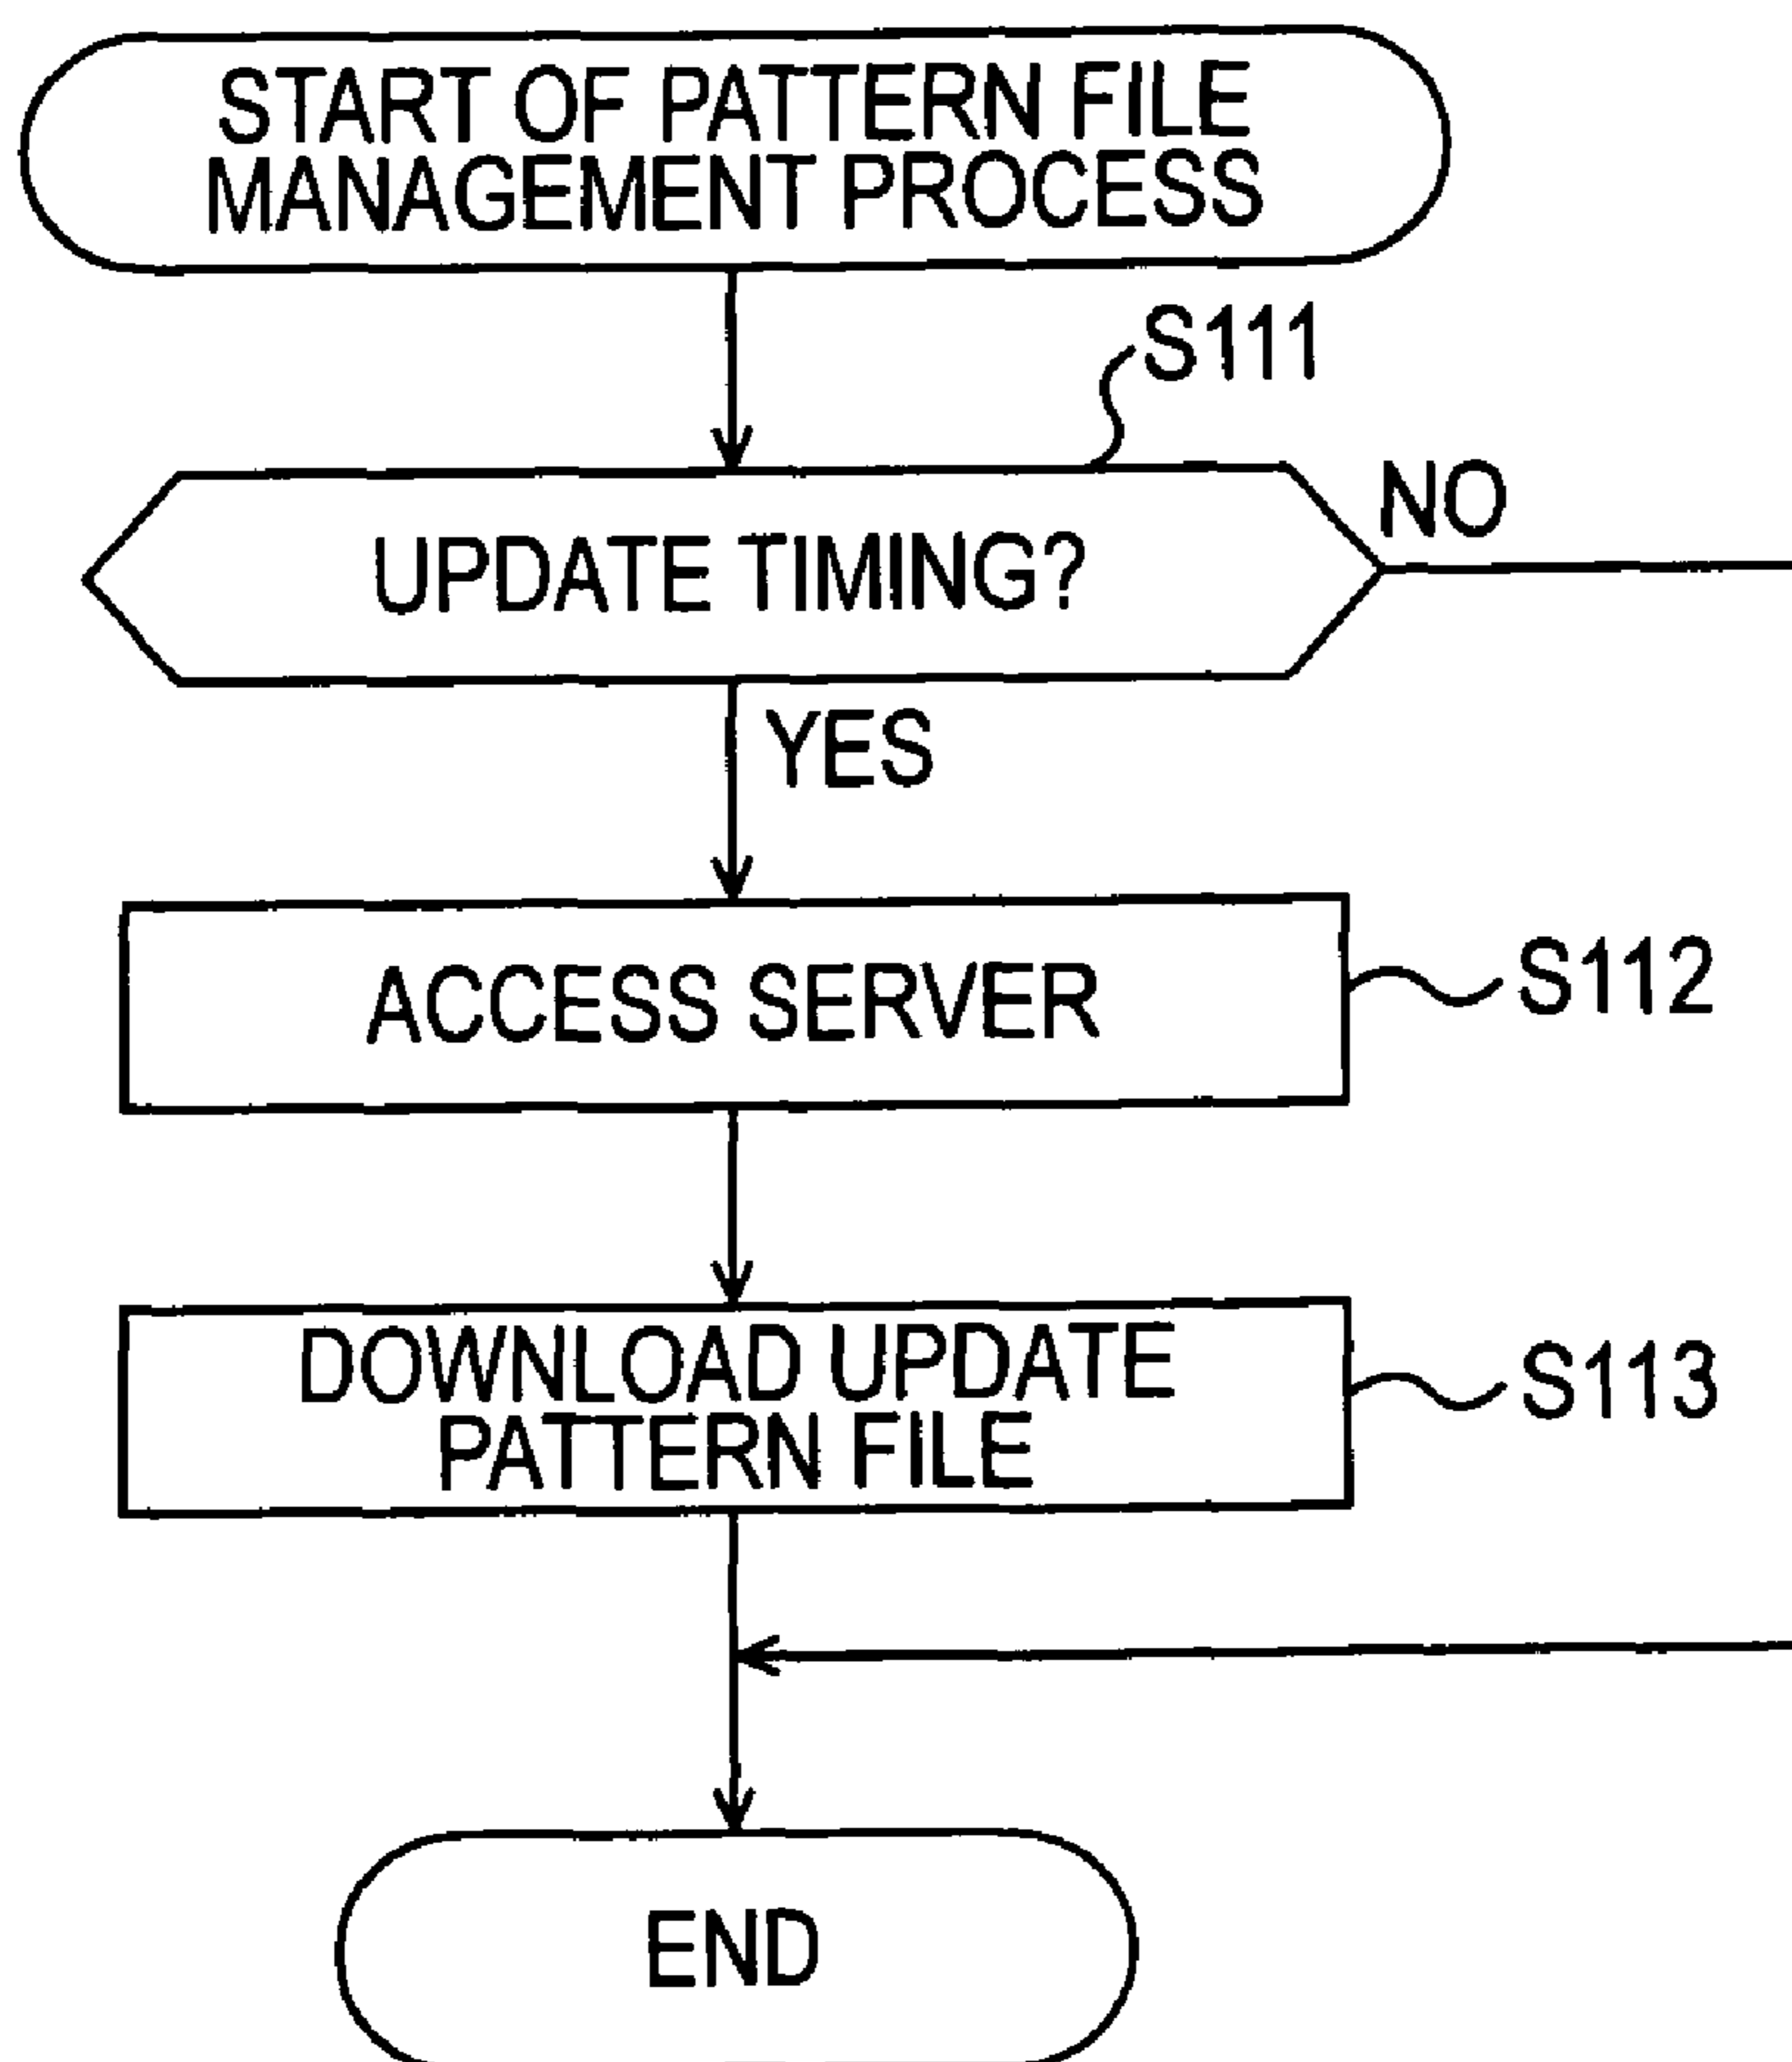 START OF PATTERN FILE
MANAGEMENT PROCESS
S111
NO
UPDATE TIMING?
YES
ACCESS SERVER
S112
DOWNLOAD UPDATE
PATTERN FILE
S113
END